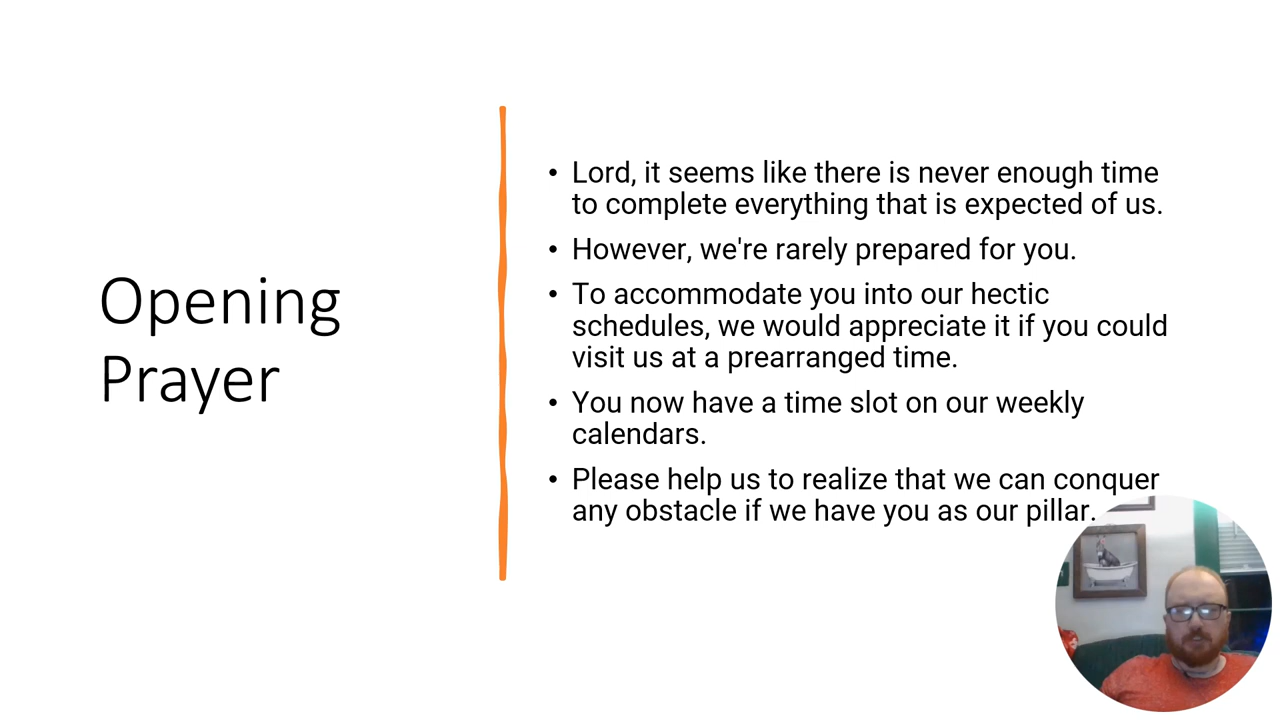 Opening
Prayer
• Lord, it seems like there is never enough time
to complete everything that is expected of us.
• However, we're rarely prepared for you.
• To accommodate you into our hectic
schedules, we would appreciate it if you could
visit us at a prearranged time.
• You now have a time slot on our weekly
calendars.
• Please help us to realize that we can conquer
any obstacle if we have you as our pillar.